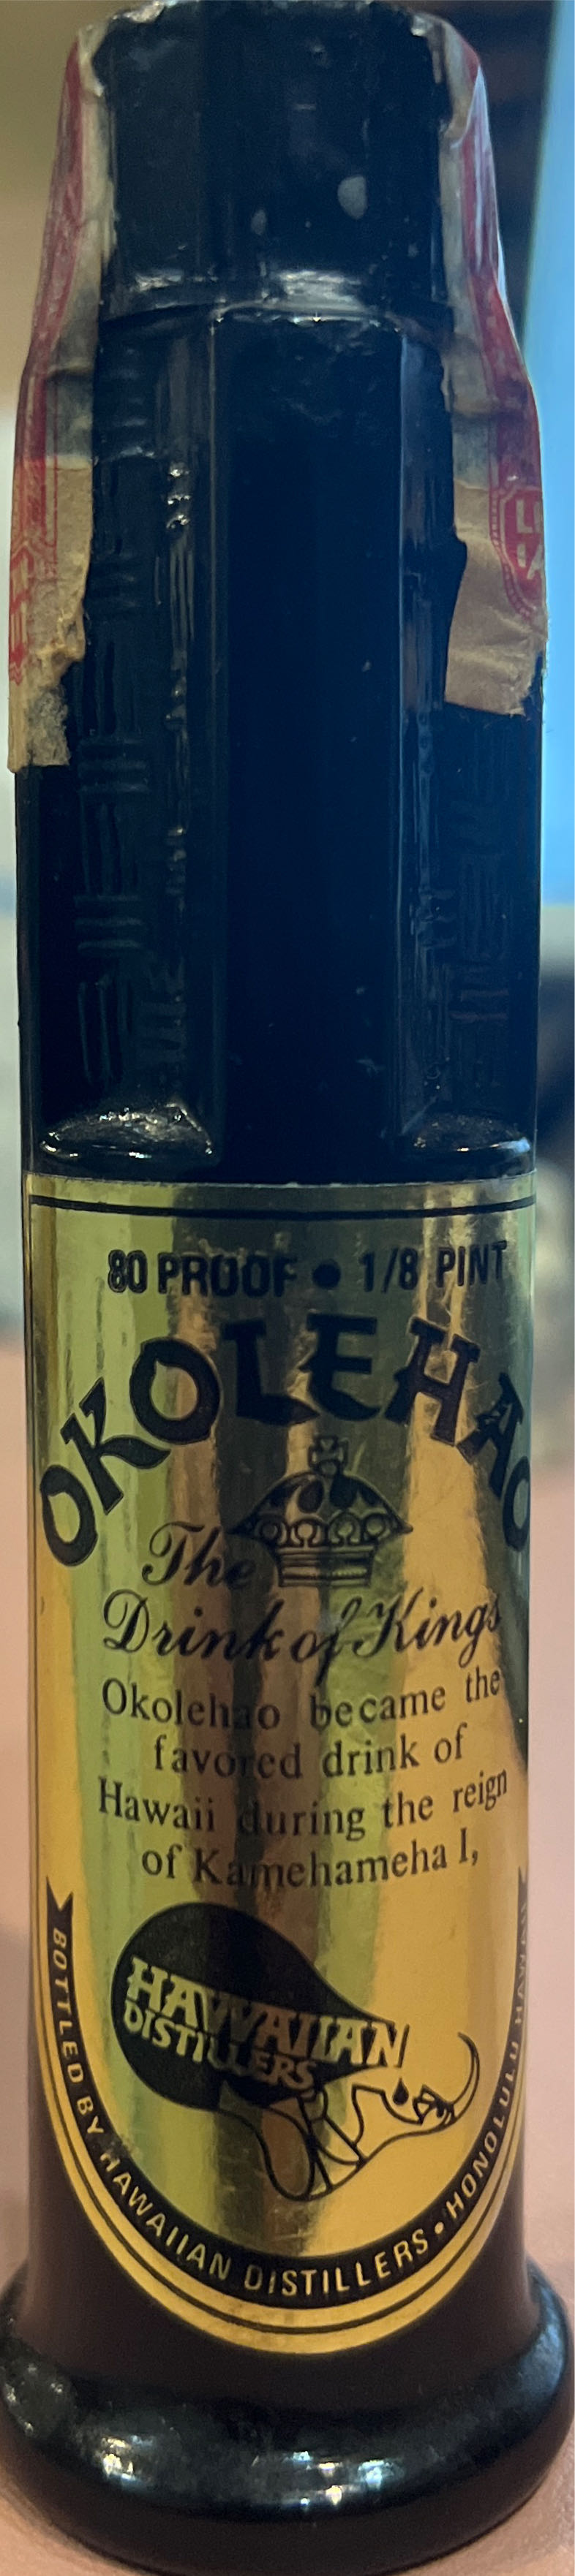 80 PROOF • 1/8 PINT
OKOLEHAO
The
Drink of Kings
Okolehao became the
favored drink of
Hawaii during the reign
of Kamehameha I,
HAWAIIAN
DISTILLERS
BOTTLED BY HAWAIIAN DISTILLERS • HONOLULU HAWAII